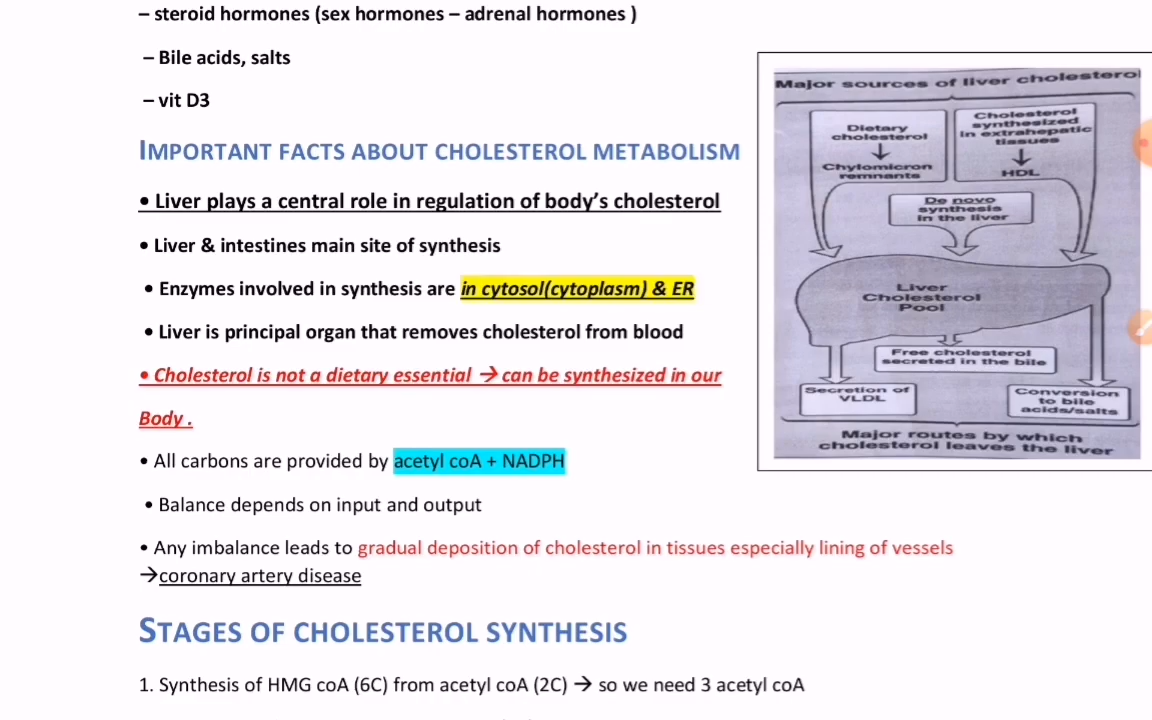 – steroid hormones (sex hormones – adrenal hormones )
– Bile acids, salts
– vit D3
IMPORTANT FACTS ABOUT CHOLESTEROL METABOLISM
• Liver plays a central role in regulation of body’s cholesterol
• Liver & intestines main site of synthesis
• Enzymes involved in synthesis are in cytosol(cytoplasm) & ER
• Liver is principal organ that removes cholesterol from blood
• Cholesterol is not a dietary essential → can be synthesized in our
Body .
• All carbons are provided by acetyl coA + NADPH
• Balance depends on input and output
• Any imbalance leads to gradual deposition of cholesterol in tissues especially lining of vessels
→coronary artery disease
STAGES OF CHOLESTEROL SYNTHESIS
1. Synthesis of HMG coA (6C) from acetyl coA (2C) → so we need 3 acetyl coA
Major sources of liver cholesterol
Dietary
cholesterol
↓
Chylomicron
remnants
Cholesterol
synthesized
in extrahepatic
tissues
↓
HDL
De novo
synthesis
in the liver
Liver
Cholesterol
Pool
Free cholesterol
secreted in the bile
Secretion of
VLDL
Conversion
to bile
acids/salts
Major routes by which
cholesterol leaves the liver